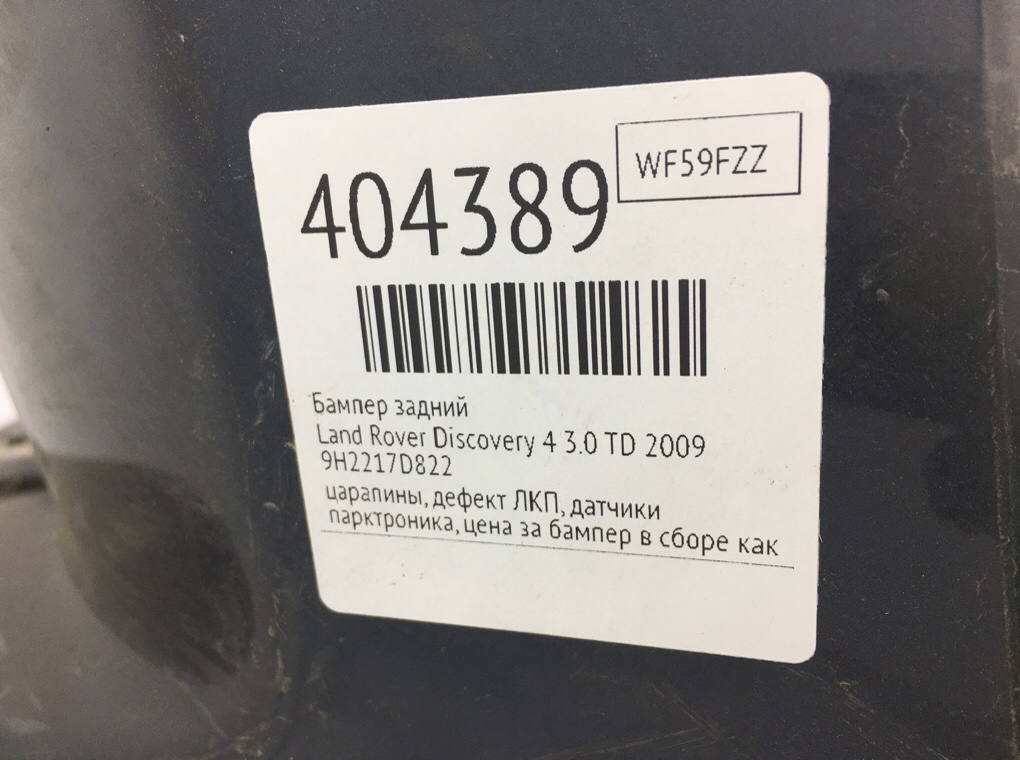 WF59FZZ
404389
Бампер задний
Land Rover Discovery 4 3.0 TD 2009
9H2217D822
царапины, дефект ЛКП, датчики
парктроника, цена за бампер в сборе как